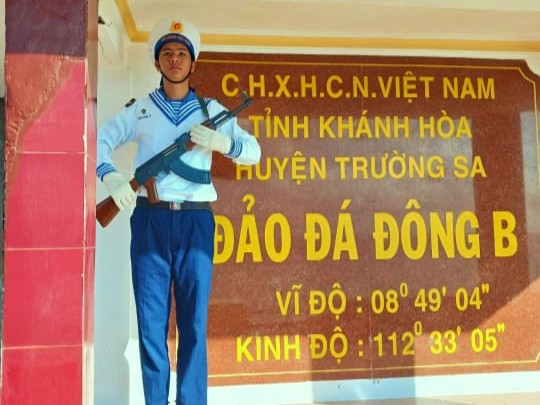 C.H.X.H.C.N.VIỆT NAM
TỈNH KHÁNH HÒA
HUYỆN TRƯỜNG SA
ĐẢO ĐÁ ĐÔNG B
VĨ ĐỘ : 08⁰ 49' 04"
KINH ĐỘ : 112⁰ 33' 05"